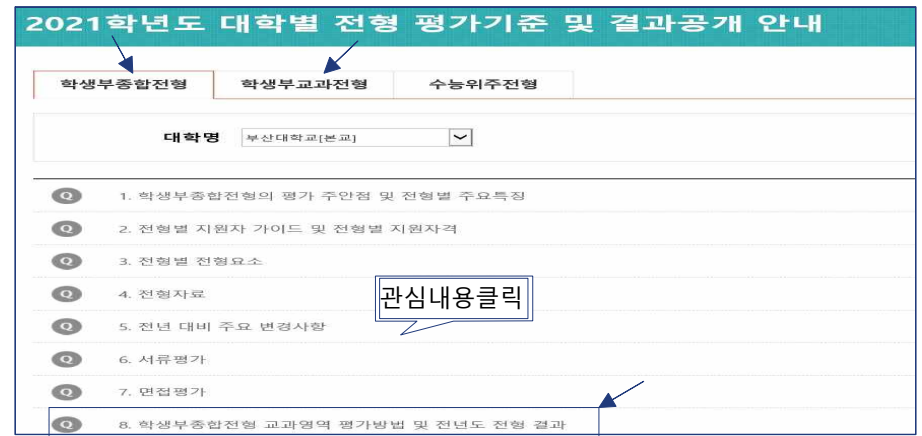 2021학년도 대학별 전형 평가기준 및 결과공개 안내
학생부종합전형 학생부교과전형 수능위주전형
대학명 부산대학교[본교]
Q 1. 학생부종합전형의 평가 주안점 및 전형별 주요특징
Q 2. 전형별 지원자 가이드 및 전형별 지원자격
Q 3. 전형별 전형요소
Q 4. 전형자료
관심내용클릭
Q 5. 전년 대비 주요 변경사항
Q 6. 서류평가
Q 7. 면접평가
Q 8. 학생부종합전형 교과영역 평가방법 및 전년도 전형 결과